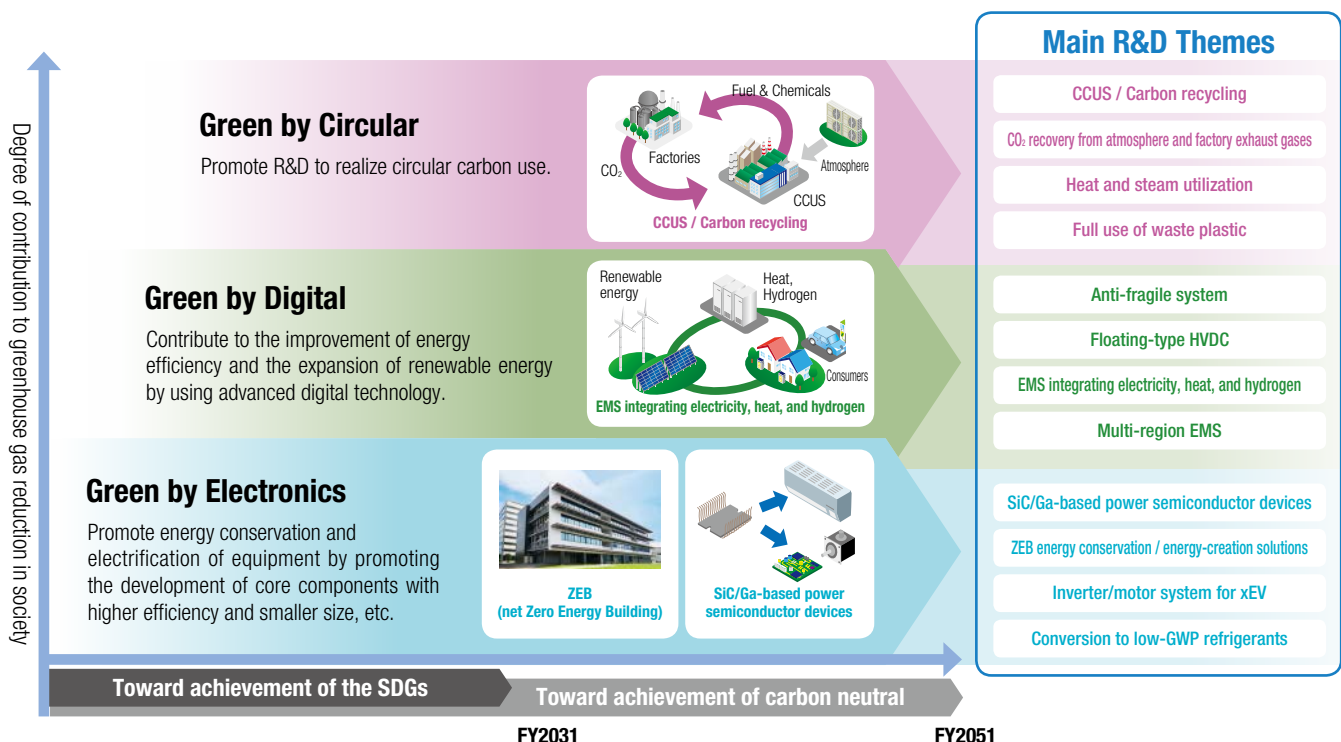 Degree of contribution to greenhouse gas reduction in society
Green by Circular
Promote R&D to realize circular carbon use.
Fuel & Chemicals
Factories
CO₂
Atmosphere
CCUS
CCUS / Carbon recycling
Green by Digital
Contribute to the improvement of energy
efficiency and the expansion of renewable energy
by using advanced digital technology.
Renewable
energy
Heat,
Hydrogen
Consumers
EMS integrating electricity, heat, and hydrogen
Green by Electronics
Promote energy conservation and
electrification of equipment by promoting
the development of core components with
higher efficiency and smaller size, etc.
ZEB
(net Zero Energy Building)
SiC/Ga-based power
semiconductor devices
Main R&D Themes
CCUS / Carbon recycling
CO₂ recovery from atmosphere and factory exhaust gases
Heat and steam utilization
Full use of waste plastic
Anti-fragile system
Floating-type HVDC
EMS integrating electricity, heat, and hydrogen
Multi-region EMS
SiC/Ga-based power semiconductor devices
ZEB energy conservation / energy-creation solutions
Inverter/motor system for xEV
Conversion to low-GWP refrigerants
Toward achievement of the SDGs
Toward achievement of carbon neutral
FY2031
FY2051